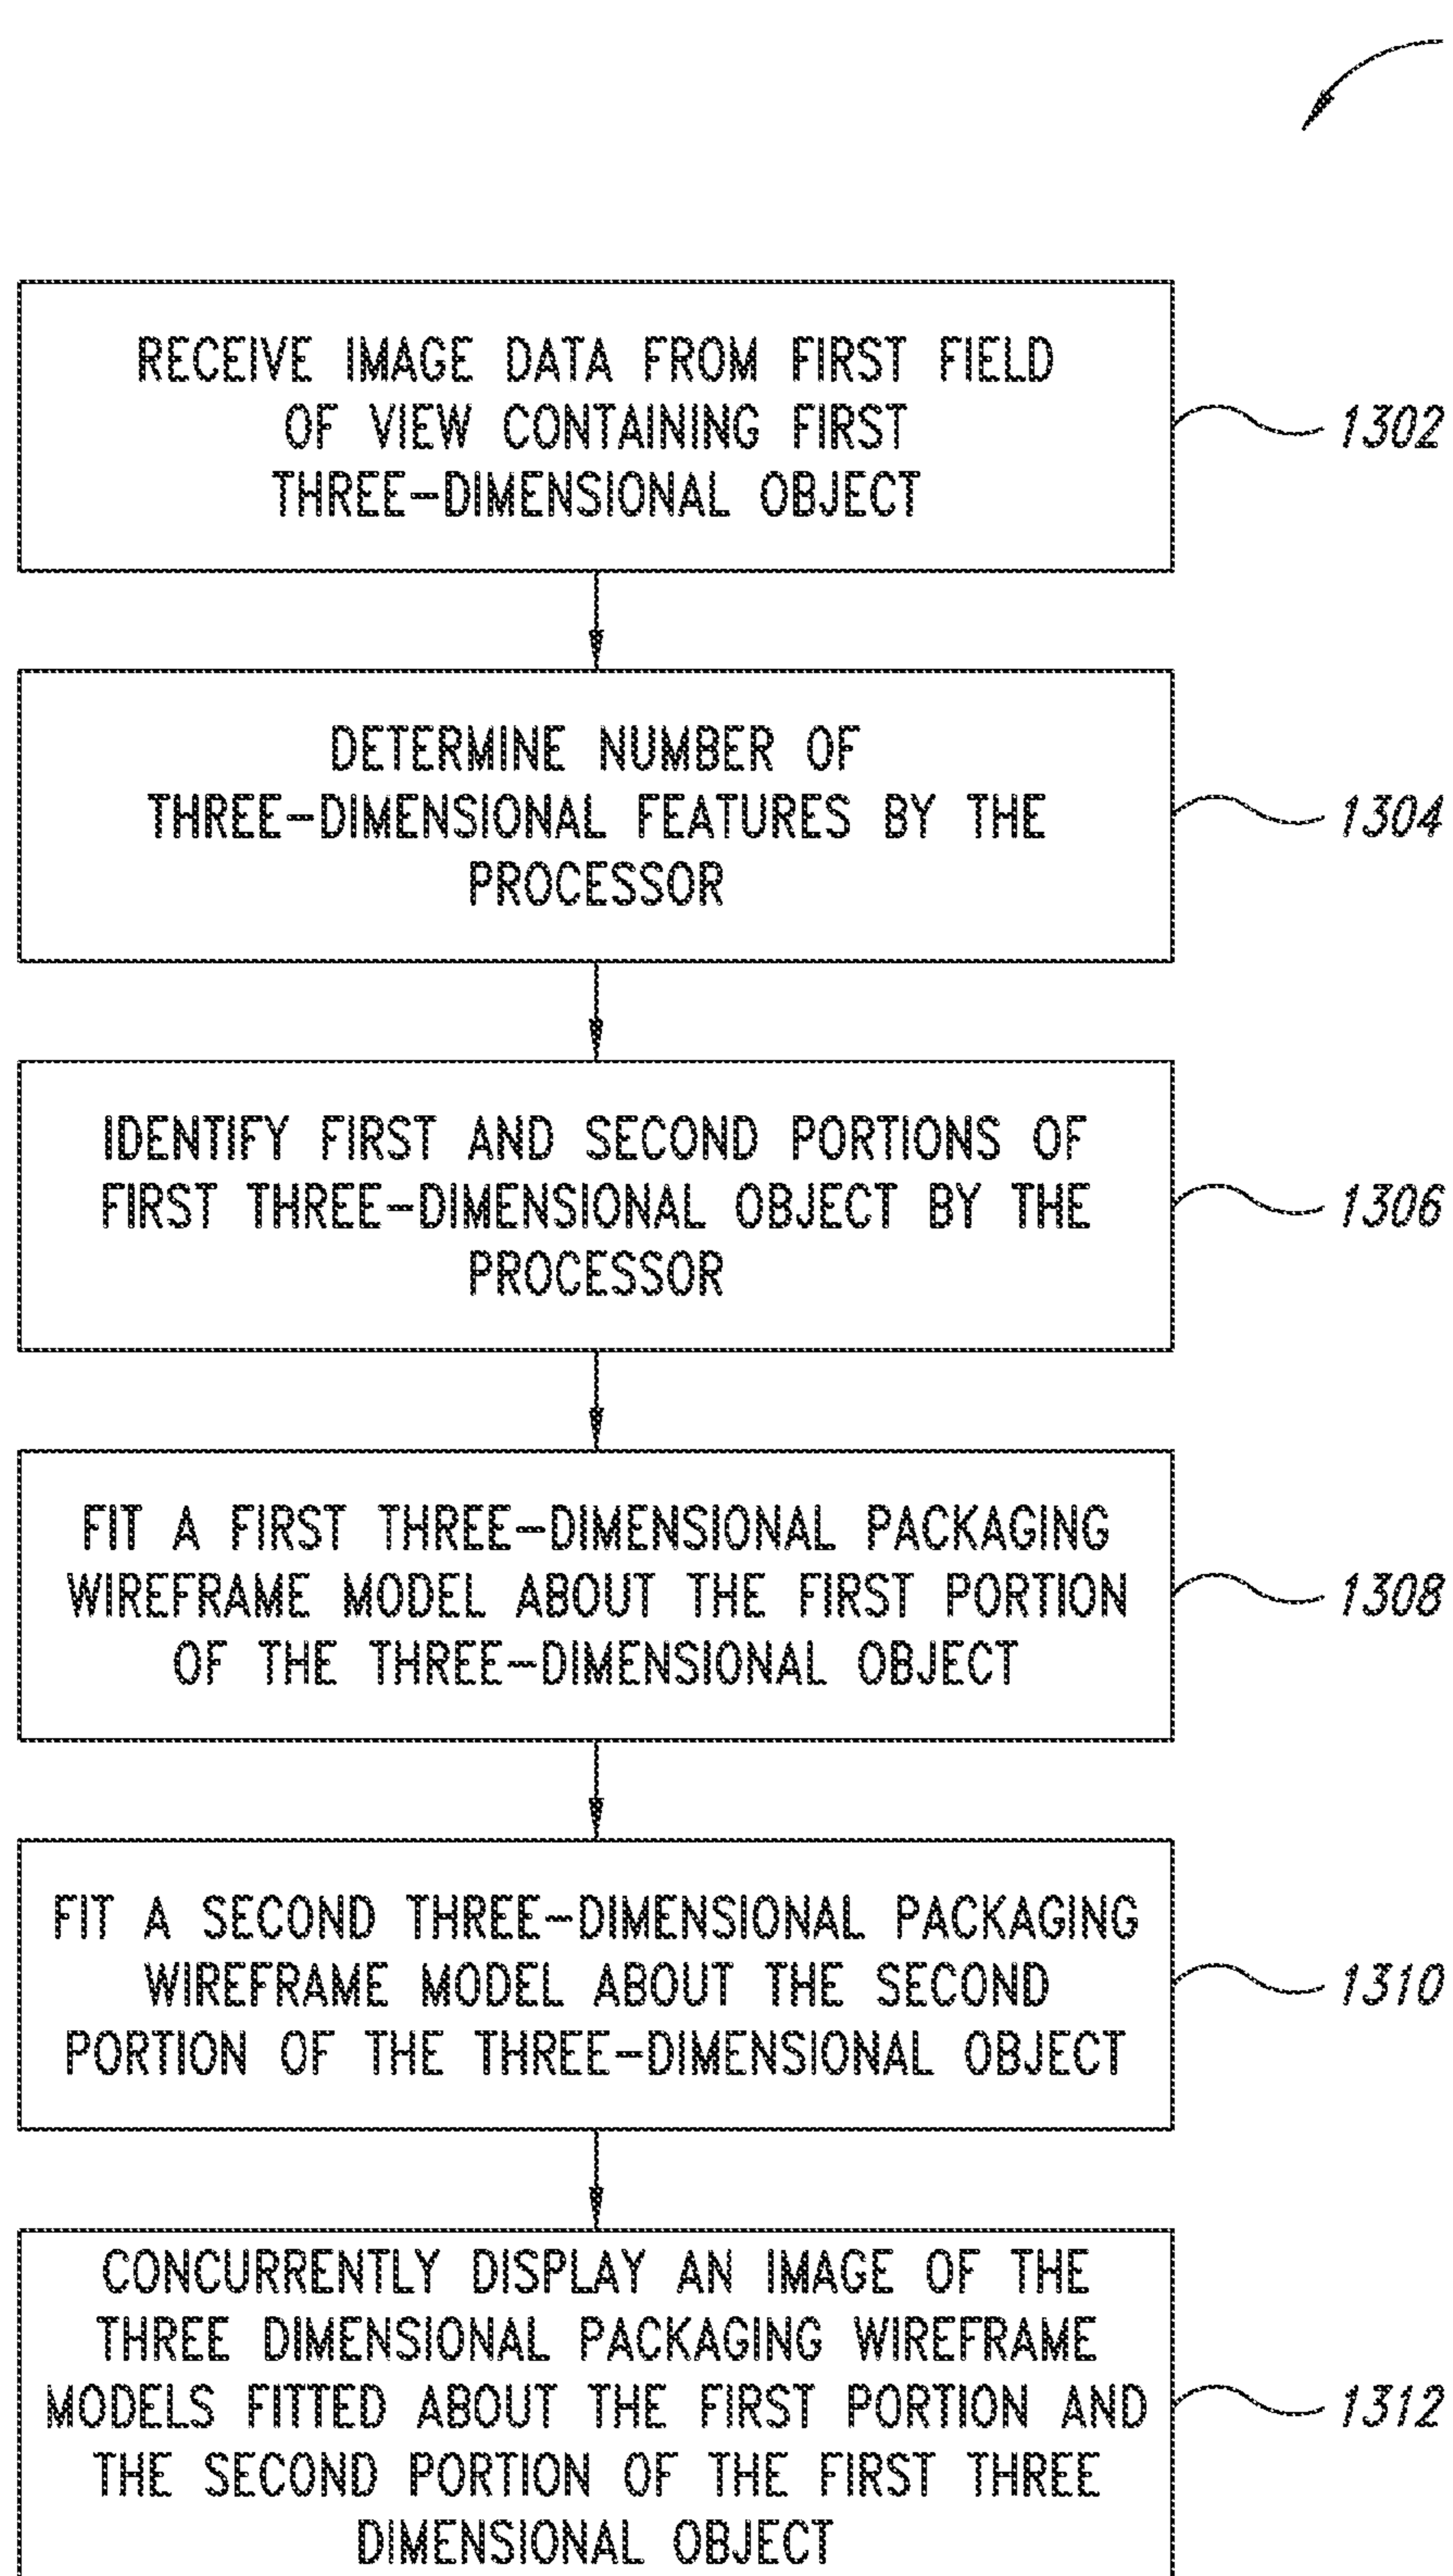 RECEIVE IMAGE DATA FROM FIRST FIELD
OF VIEW CONTAINING FIRST
THREE-DIMENSIONAL OBJECT
1302
DETERMINE NUMBER OF
THREE-DIMENSIONAL FEATURES BY THE
PROCESSOR
1304
IDENTIFY FIRST AND SECOND PORTIONS OF
FIRST THREE-DIMENSIONAL OBJECT BY THE
PROCESSOR
1306
FIT A FIRST THREE-DIMENSIONAL PACKAGING
WIREFRAME MODEL ABOUT THE FIRST PORTION
OF THE THREE-DIMENSIONAL OBJECT
1308
FIT A SECOND THREE-DIMENSIONAL PACKAGING
WIREFRAME MODEL ABOUT THE SECOND
PORTION OF THE THREE-DIMENSIONAL OBJECT
1310
CONCURRENTLY DISPLAY AN IMAGE OF THE
THREE DIMENSIONAL PACKAGING WIREFRAME
MODELS FITTED ABOUT THE FIRST PORTION AND
THE SECOND PORTION OF THE FIRST THREE
DIMENSIONAL OBJECT
1312